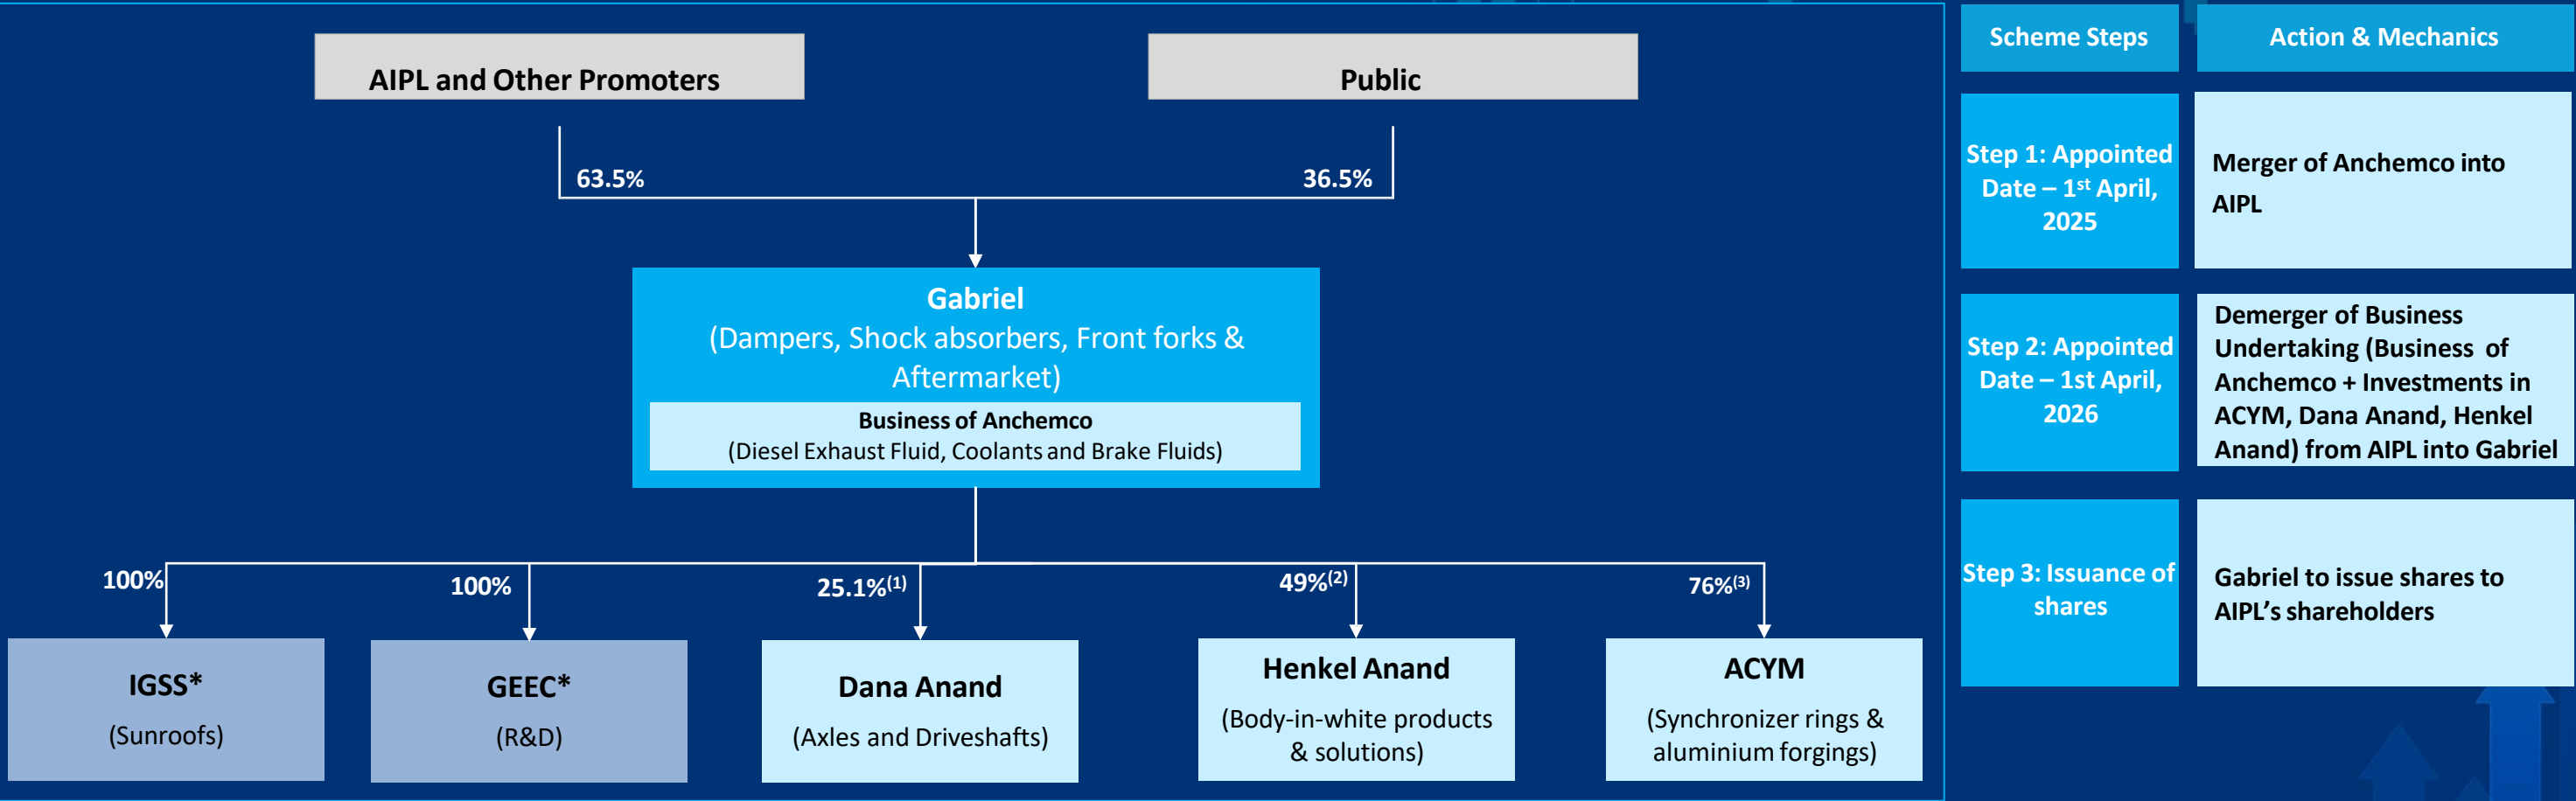 AIPL and Other Promoters
Public
63.5%
36.5%
Gabriel
(Dampers, Shock absorbers, Front forks &
Aftermarket)
Business of Anchemco
(Diesel Exhaust Fluid, Coolants and Brake Fluids)
100%
100%
25.1%(1)
49%(2)
76%(3)
IGSS*
(Sunroofs)
GEEC*
(R&D)
Dana Anand
(Axles and Driveshafts)
Henkel Anand
(Body-in-white products
& solutions)
ACYM
(Synchronizer rings &
aluminium forgings)
Scheme Steps
Action & Mechanics
Step 1: Appointed
Date – 1st April,
2025
Merger of Anchemco into
AIPL
Step 2: Appointed
Date – 1st April,
2026
Demerger of Business
Undertaking (Business of
Anchemco + Investments in
ACYM, Dana Anand, Henkel
Anand) from AIPL into Gabriel
Step 3: Issuance of
shares
Gabriel to issue shares to
AIPL’s shareholders